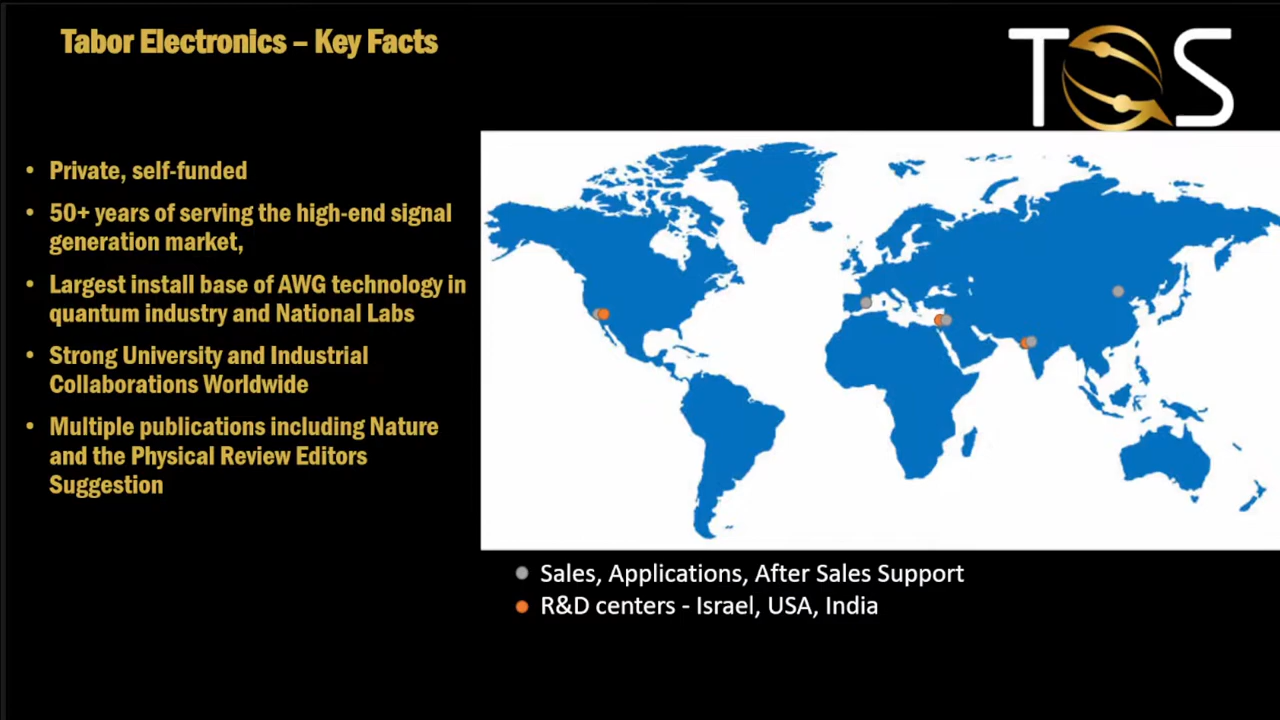 Tabor Electronics – Key Facts
TQS
• Private, self-funded
• 50+ years of serving the high-end signal
generation market,
• Largest install base of AWG technology in
quantum industry and National Labs
• Strong University and Industrial
Collaborations Worldwide
• Multiple publications including Nature
and the Physical Review Editors
Suggestion
Sales, Applications, After Sales Support
R&D centers - Israel, USA, India